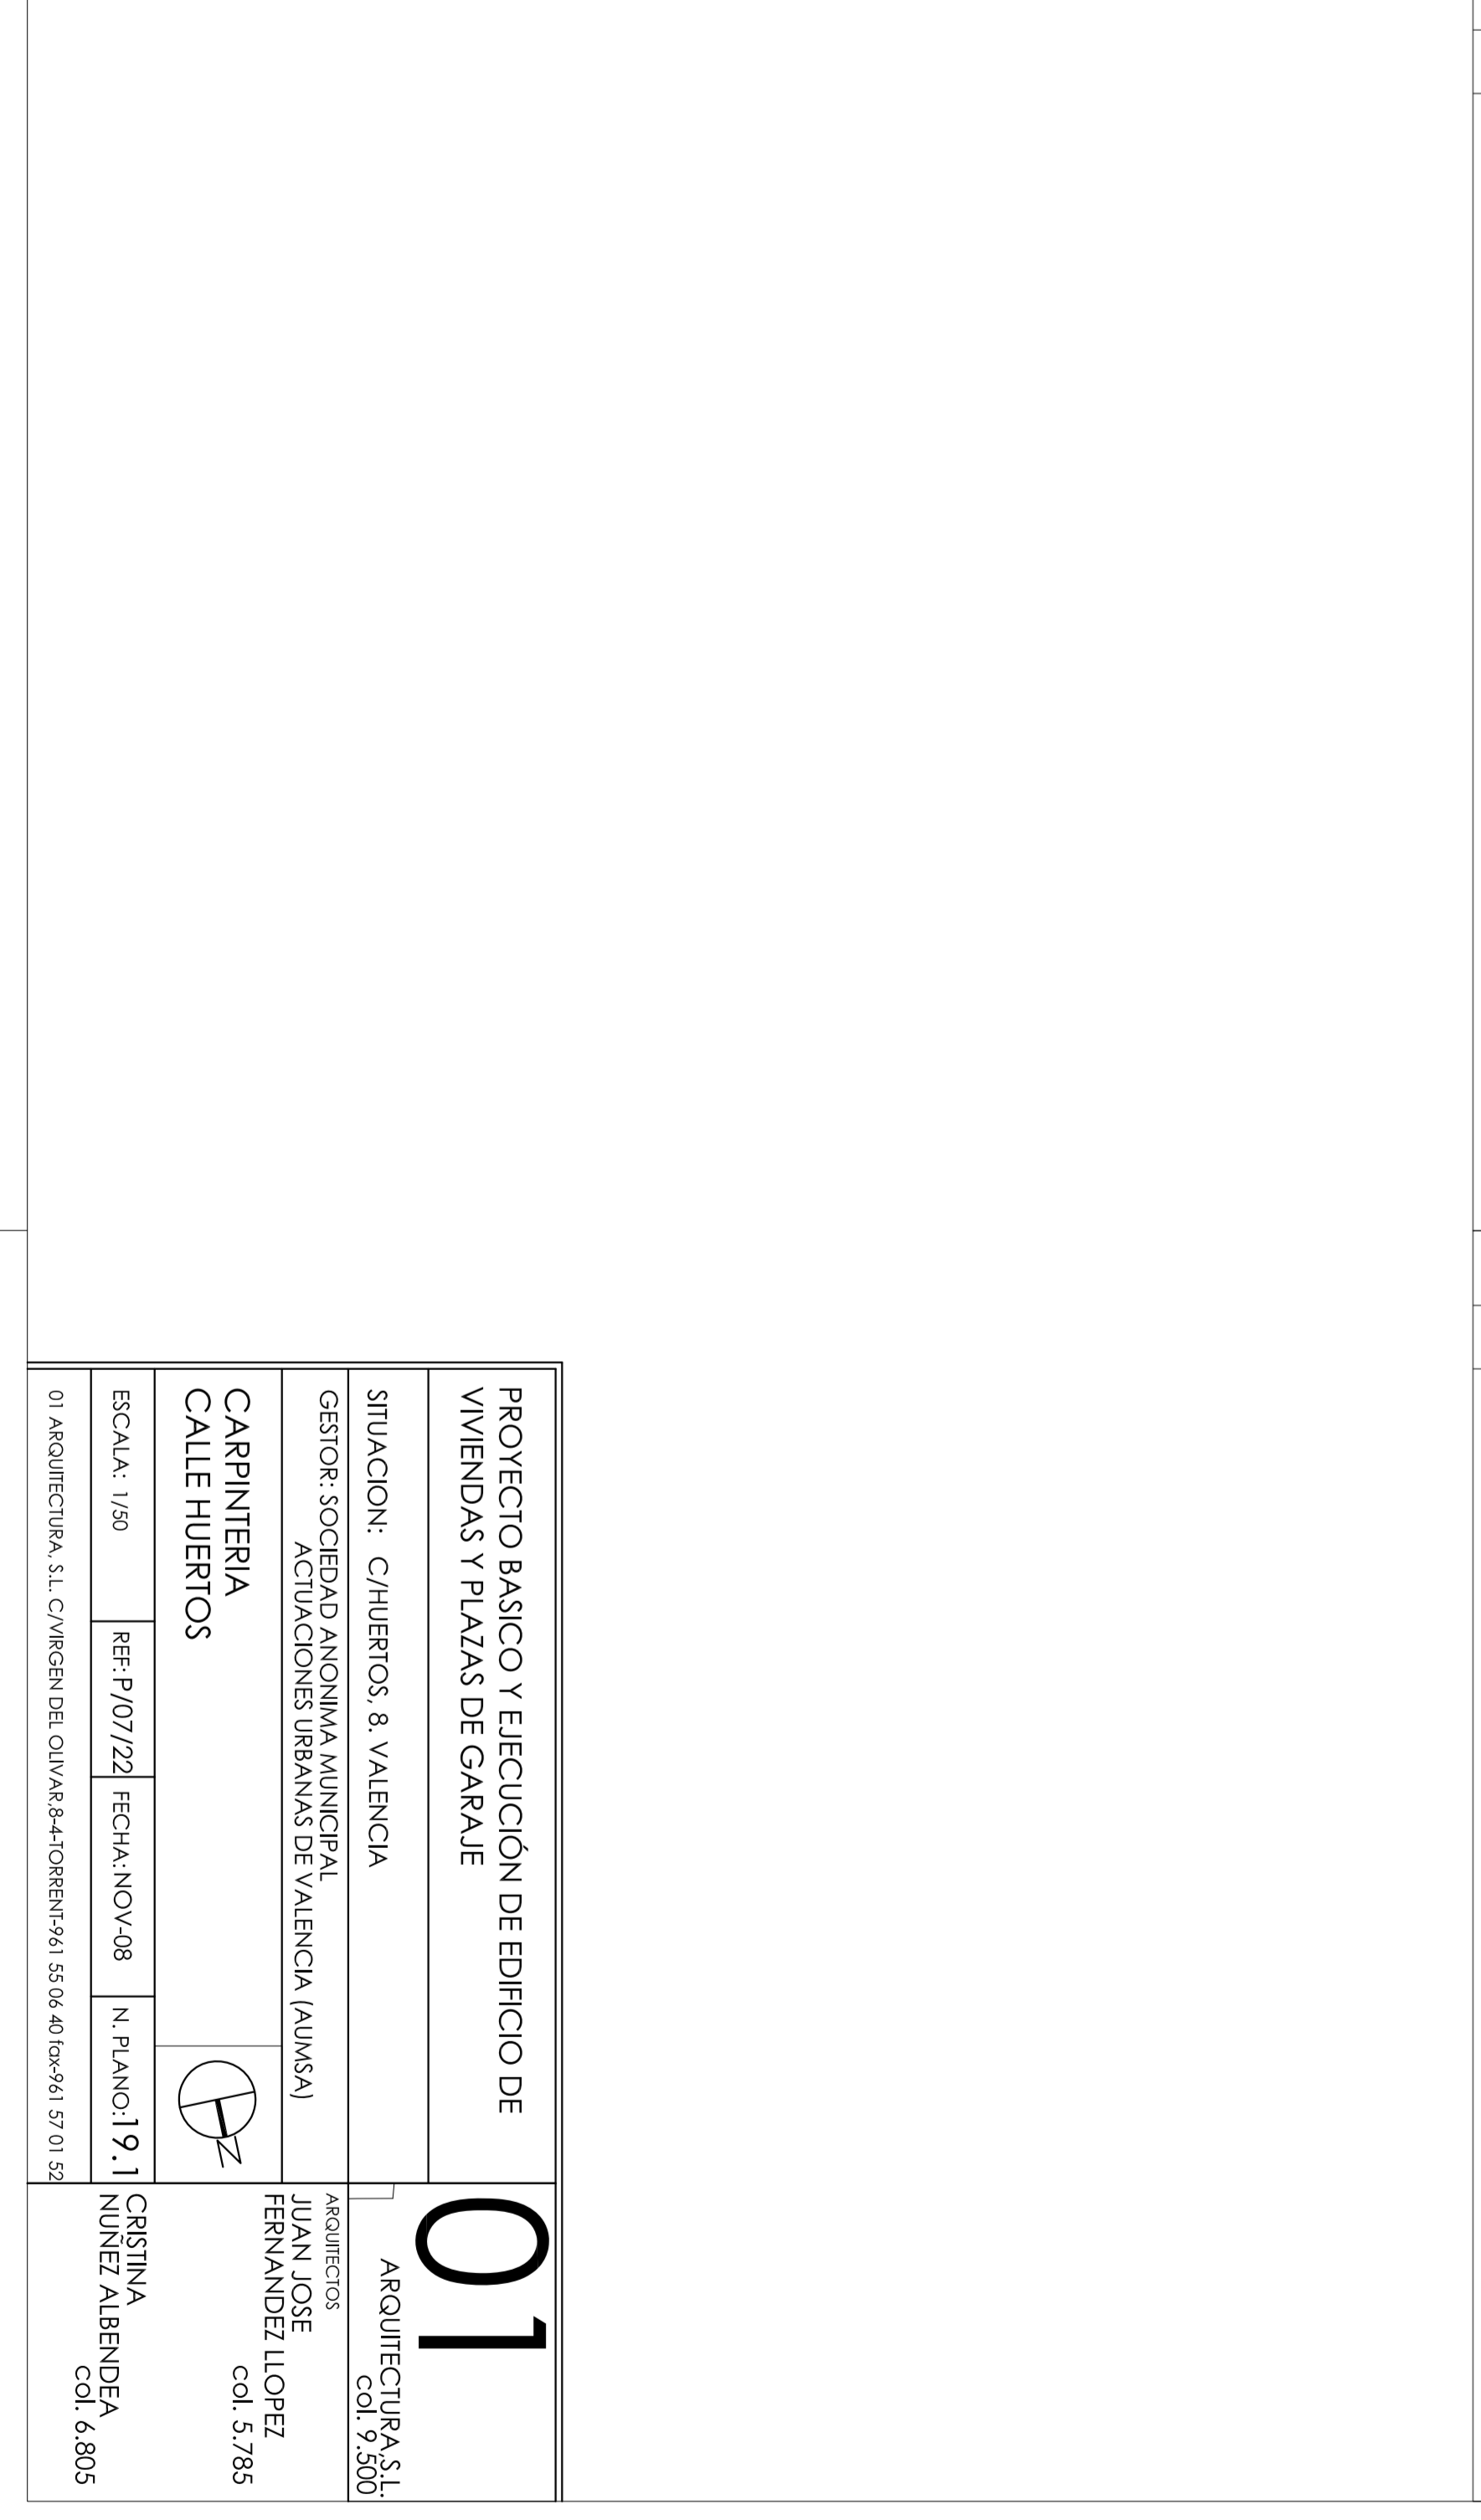 PROYECTO BASICO Y EJECUCIÓN DE EDIFICIO DE
VIVIENDAS Y PLAZAS DE GARAJE
SITUACION: C/HUERTOS, 8. VALENCIA
GESTOR: SOCIEDAD ANONIMA MUNICIPAL
ACTUACIONES URBANAS DE VALENCIA (AUMSA)
CARPINTERIA
CALLE HUERTOS
ESCALA: 1/50
REF: P/07/22
FECHA: NOV-08
N. PLANO: 19.1
01 ARQUITECTURA, S.L. C/VIRGEN DEL OLIVAR,8-4-TORRENT-961 55 06 40 fax-961 57 01 52
01
ARQUITECTURA,S.L.
col. 9.500
ARQUITECTOS
JUAN JOSE
FERNANDEZ LLOPEZ
col. 5.785
CRISTINA
NUÑEZ ALBENDEA
col. 6.805